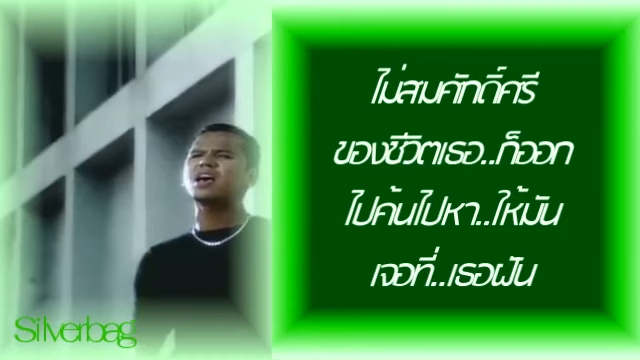 ไม่สมศักดิ์ศรี
ของชีวิตเธอ..ก็ออก
ไปค้นไปหา..ให้มัน
เจอที่..เธอฝัน
Silverbag